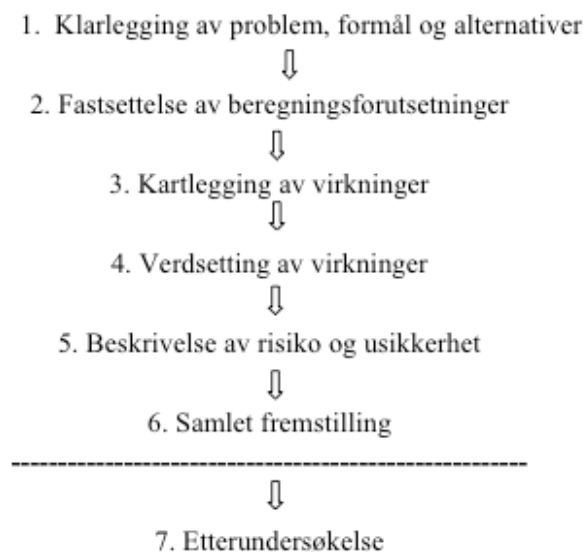 1. Klarlegging av problem, formål og alternativer
2. Fastsettelse av beregningsforutsetninger
3. Kartlegging av virkninger
4. Verdsetting av virkninger
5. Beskrivelse av risiko og usikkerhet
6. Samlet fremstilling
7. Etterundersøkelse